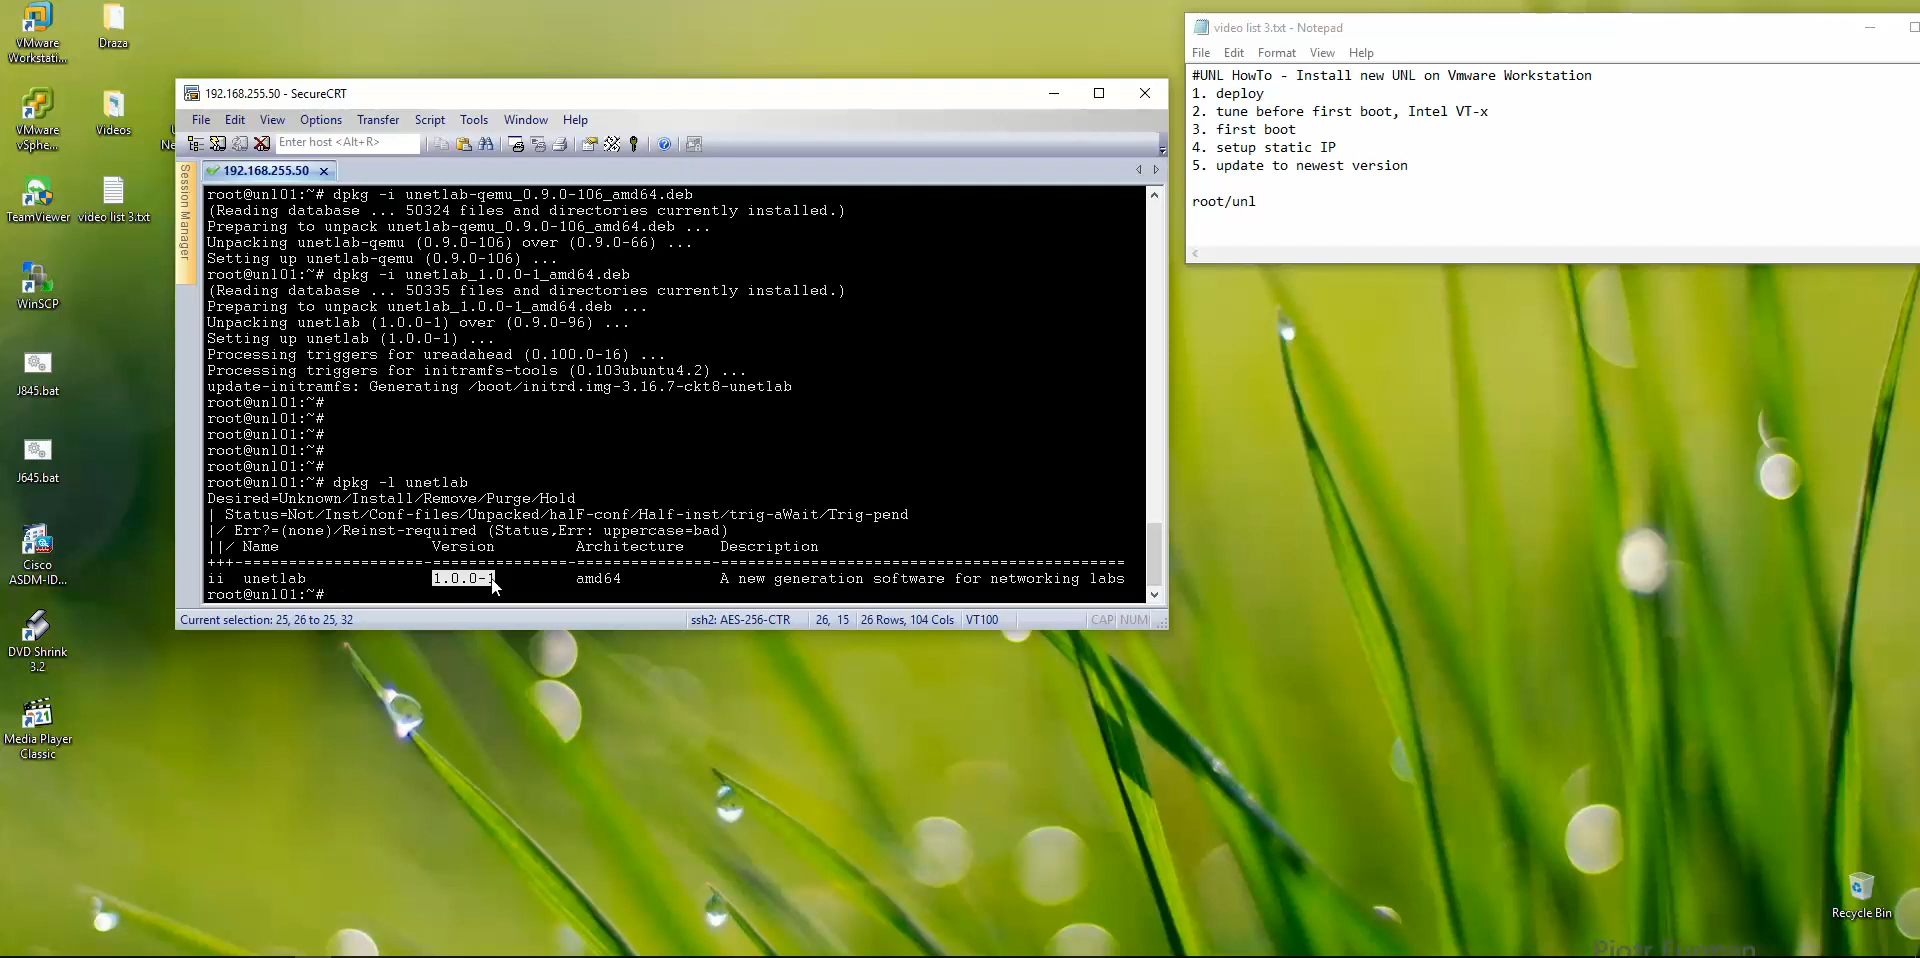 VMware
Workstati...
Draza
VMware
vSphe...
Videos
Ne
TeamViewer
video list 3.txt
WinSCP
J845.bat
J645.bat
Cisco
ASDM-ID...
DVD Shrink
3.2
Media Player
Classic
192.168.255.50 - SecureCRT
File Edit View Options Transfer Script Tools Window Help
Enter host <Alt+R>
Session Manager
192.168.255.50
root@unl01:~# dpkg -i unetlab-qemu_0.9.0-106_amd64.deb
(Reading database ... 50324 files and directories currently installed.)
Preparing to unpack unetlab-qemu_0.9.0-106_amd64.deb ...
Unpacking unetlab-qemu (0.9.0-106) over (0.9.0-66) ...
Setting up unetlab-qemu (0.9.0-106) ...
root@unl01:~# dpkg -i unetlab_1.0.0-1_amd64.deb
(Reading database ... 50335 files and directories currently installed.)
Preparing to unpack unetlab_1.0.0-1_amd64.deb ...
Unpacking unetlab (1.0.0-1) over (0.9.0-96) ...
Setting up unetlab (1.0.0-1) ...
Processing triggers for ureadahead (0.100.0-16) ...
Processing triggers for initramfs-tools (0.103ubuntu4.2) ...
update-initramfs: Generating /boot/initrd.img-3.16.7-ckt8-unetlab
root@unl01:~#
root@unl01:~#
root@unl01:~#
root@unl01:~#
root@unl01:~#
root@unl01:~# dpkg -l unetlab
Desired=Unknown/Install/Remove/Purge/Hold
| Status=Not/Inst/Conf-files/Unpacked/halF-conf/Half-inst/trig-aWait/Trig-pend
|/ Err?=(none)/Reinst-required (Status,Err: uppercase=bad)
||/ Name Version Architecture Description
+++-====================-===============-===============-=============================================
ii unetlab 1.0.0-1 amd64 A new generation software for networking labs
root@unl01:~#
Current selection: 25, 26 to 25, 32 ssh2: AES-256-CTR 26, 15 26 Rows, 104 Cols VT100 CAP NUM
video list 3.txt - Notepad
File Edit Format View Help
#UNL HowTo - Install new UNL on Vmware Workstation
1. deploy
2. tune before first boot, Intel VT-x
3. first boot
4. setup static IP
5. update to newest version
root/unl
Recycle Bin